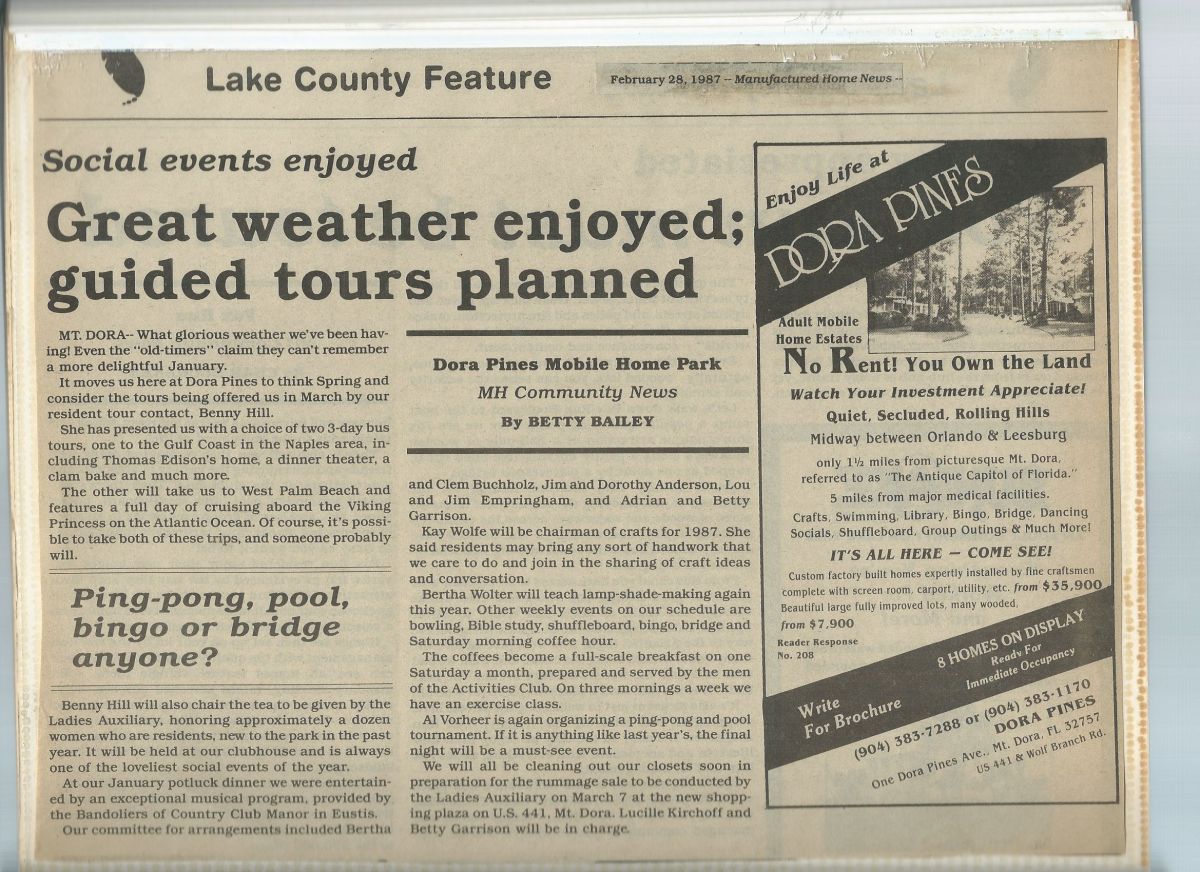 Lake County Feature
February 28, 1987 -- Manufactured Home News --
Social events enjoyed
Great weather enjoyed;
guided tours planned
MT. DORA-- What glorious weather we've been hav-
ing! Even the "old-timers" claim they can't remember
a more delightful January.
It moves us here at Dora Pines to think Spring and
consider the tours being offered us in March by our
resident tour contact, Benny Hill.
She has presented us with a choice of two 3-day bus
tours, one to the Gulf Coast in the Naples area, in-
cluding Thomas Edison's home, a dinner theater, a
clam bake and much more.
The other will take us to West Palm Beach and
features a full day of cruising aboard the Viking
Princess on the Atlantic Ocean. Of course, it's possi-
ble to take both of these trips, and someone probably
will.
Ping-pong, pool,
bingo or bridge
anyone?
Benny Hill will also chair the tea to be given by the
Ladies Auxiliary, honoring approximately a dozen
women who are residents, new to the park in the past
year. It will be held at our clubhouse and is always
one of the loveliest social events of the year.
At our January potluck dinner we were entertain-
ed by an exceptional musical program, provided by
the Bandoliers of Country Club Manor in Eustis.
Our committee for arrangements included Bertha
Dora Pines Mobile Home Park
MH Community News
By BETTY BAILEY
and Clem Buchholz, Jim and Dorothy Anderson, Lou
and Jim Empringham, and Adrian and Betty
Garrison.
Kay Wolfe will be chairman of crafts for 1987. She
said residents may bring any sort of handwork that
we care to do and join in the sharing of craft ideas
and conversation.
Bertha Wolter will teach lamp-shade-making again
this year. Other weekly events on our schedule are
bowling, Bible study, shuffleboard, bingo, bridge and
Saturday morning coffee hour.
The coffees become a full-scale breakfast on one
Saturday a month, prepared and served by the men
of the Activities Club. On three mornings a week we
have an exercise class.
Al Vorheer is again organizing a ping-pong and pool
tournament. If it is anything like last year's, the final
night will be a must-see event.
We will all be cleaning out our closets soon in
preparation for the rummage sale to be conducted by
the Ladies Auxiliary on March 7 at the new shopp-
ing plaza on U.S. 441, Mt. Dora. Lucille Kirchoff and
Betty Garrison will be in charge.
Enjoy Life at
DORA PINES
Adult Mobile
Home Estates
No Rent! You Own the Land
Watch Your Investment Appreciate!
Quiet, Secluded, Rolling Hills
Midway between Orlando & Leesburg
only 1½ miles from picturesque Mt. Dora,
referred to as "The Antique Capitol of Florida."
5 miles from major medical facilities.
Crafts, Swimming, Library, Bingo, Bridge, Dancing
Socials, Shuffleboard, Group Outings & Much More!
IT'S ALL HERE — COME SEE!
Custom factory built homes expertly installed by fine craftsmen
complete with screen room, carport, utility, etc. from $35,900
Beautiful large fully improved lots, many wooded,
from $7,900
Reader Response
No. 208
8 HOMES ON DISPLAY
Ready For
Immediate Occupancy
Write
For Brochure
(904) 383-7288 or (904) 383-1170
DORA PINES
One Dora Pines Ave., Mt. Dora, FL 32757
US 441 & Wolf Branch Rd.